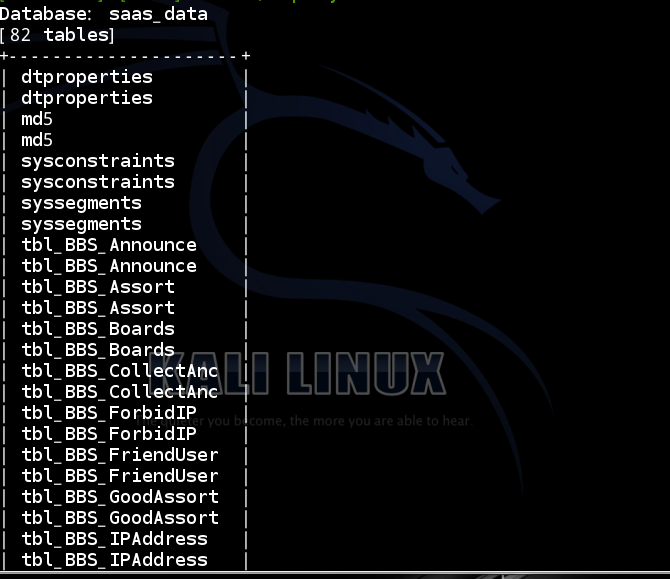 Database: saas_data
[82 tables]
+---------------------+
| dtproperties |
| dtproperties |
| md5 |
| md5 |
| sysconstraints |
| sysconstraints |
| syssegments |
| syssegments |
| tbl_BBS_Announce |
| tbl_BBS_Announce |
| tbl_BBS_Assort |
| tbl_BBS_Assort |
| tbl_BBS_Boards |
| tbl_BBS_Boards |
| tbl_BBS_CollectAnc |
| tbl_BBS_CollectAnc |
| tbl_BBS_ForbidIP |
| tbl_BBS_ForbidIP |
| tbl_BBS_FriendUser |
| tbl_BBS_FriendUser |
| tbl_BBS_GoodAssort |
| tbl_BBS_GoodAssort |
| tbl_BBS_IPAddress |
| tbl_BBS_IPAddress |
KALI LINUX
The quieter you become, the more you are able to hear.